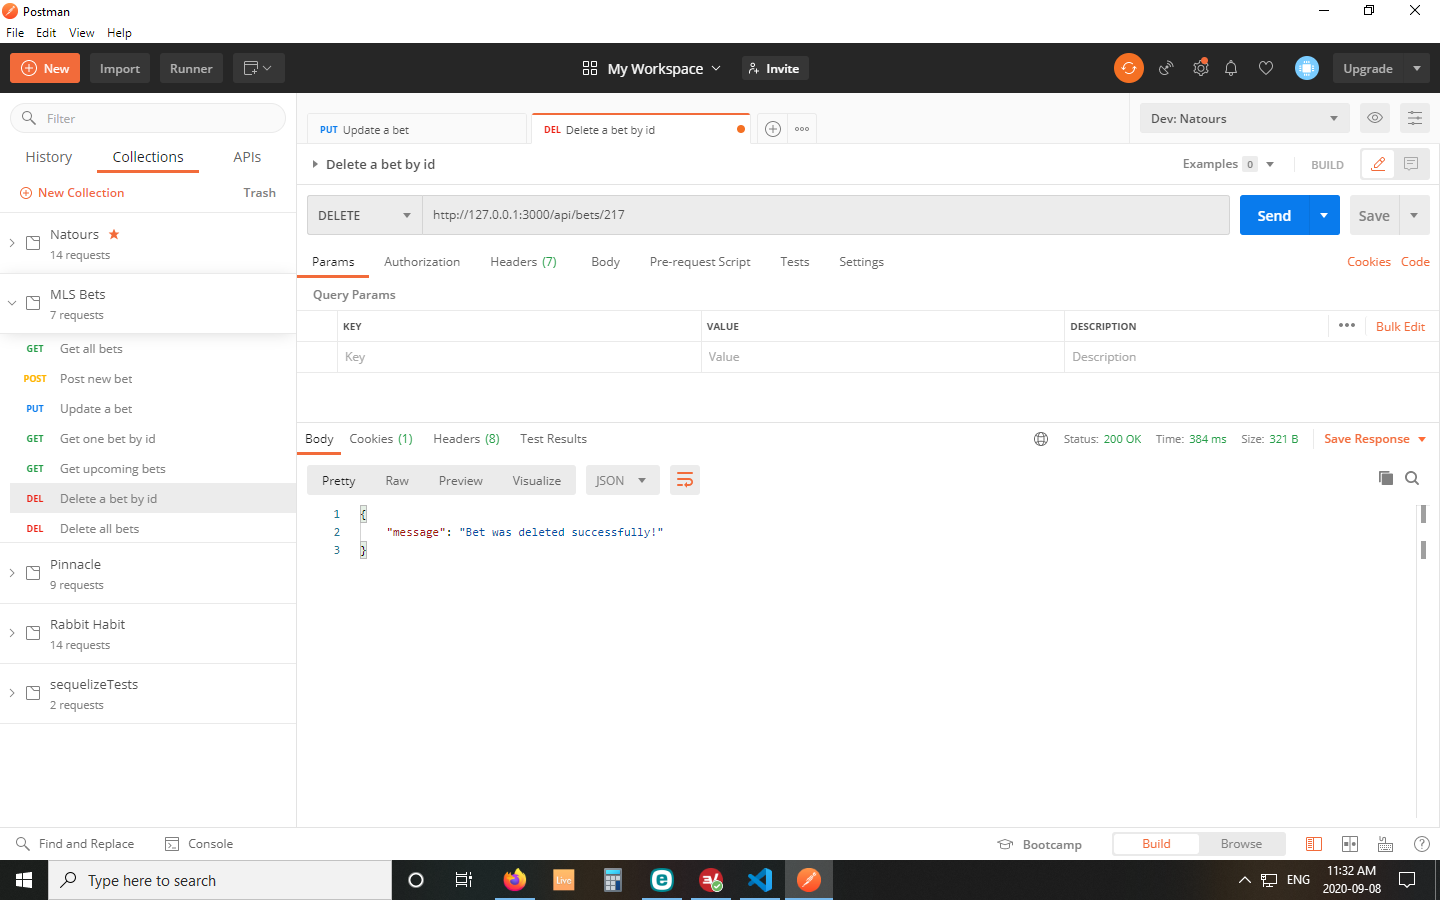 Postman
File Edit View Help
New Import Runner My Workspace Invite Upgrade
Filter
History Collections APIs
New Collection Trash
Natours
14 requests
MLS Bets
7 requests
GET Get all bets
POST Post new bet
PUT Update a bet
GET Get one bet by id
GET Get upcoming bets
DEL Delete a bet by id
DEL Delete all bets
Pinnacle
9 requests
Rabbit Habit
14 requests
sequelizeTests
2 requests
PUT Update a bet DEL Delete a bet by id Dev: Natours
Delete a bet by id Examples 0 BUILD
DELETE http://127.0.0.1:3000/api/bets/217 Send Save
Params Authorization Headers (7) Body Pre-request Script Tests Settings Cookies Code
Query Params
KEY VALUE DESCRIPTION Bulk Edit
Key Value Description
Body Cookies (1) Headers (8) Test Results Status: 200 OK Time: 384 ms Size: 321 B Save Response
Pretty Raw Preview Visualize JSON
1 {
2 "message": "Bet was deleted successfully!"
3 }
Find and Replace Console Bootcamp Build Browse
Type here to search Live ENG 11:32 AM
2020-09-08